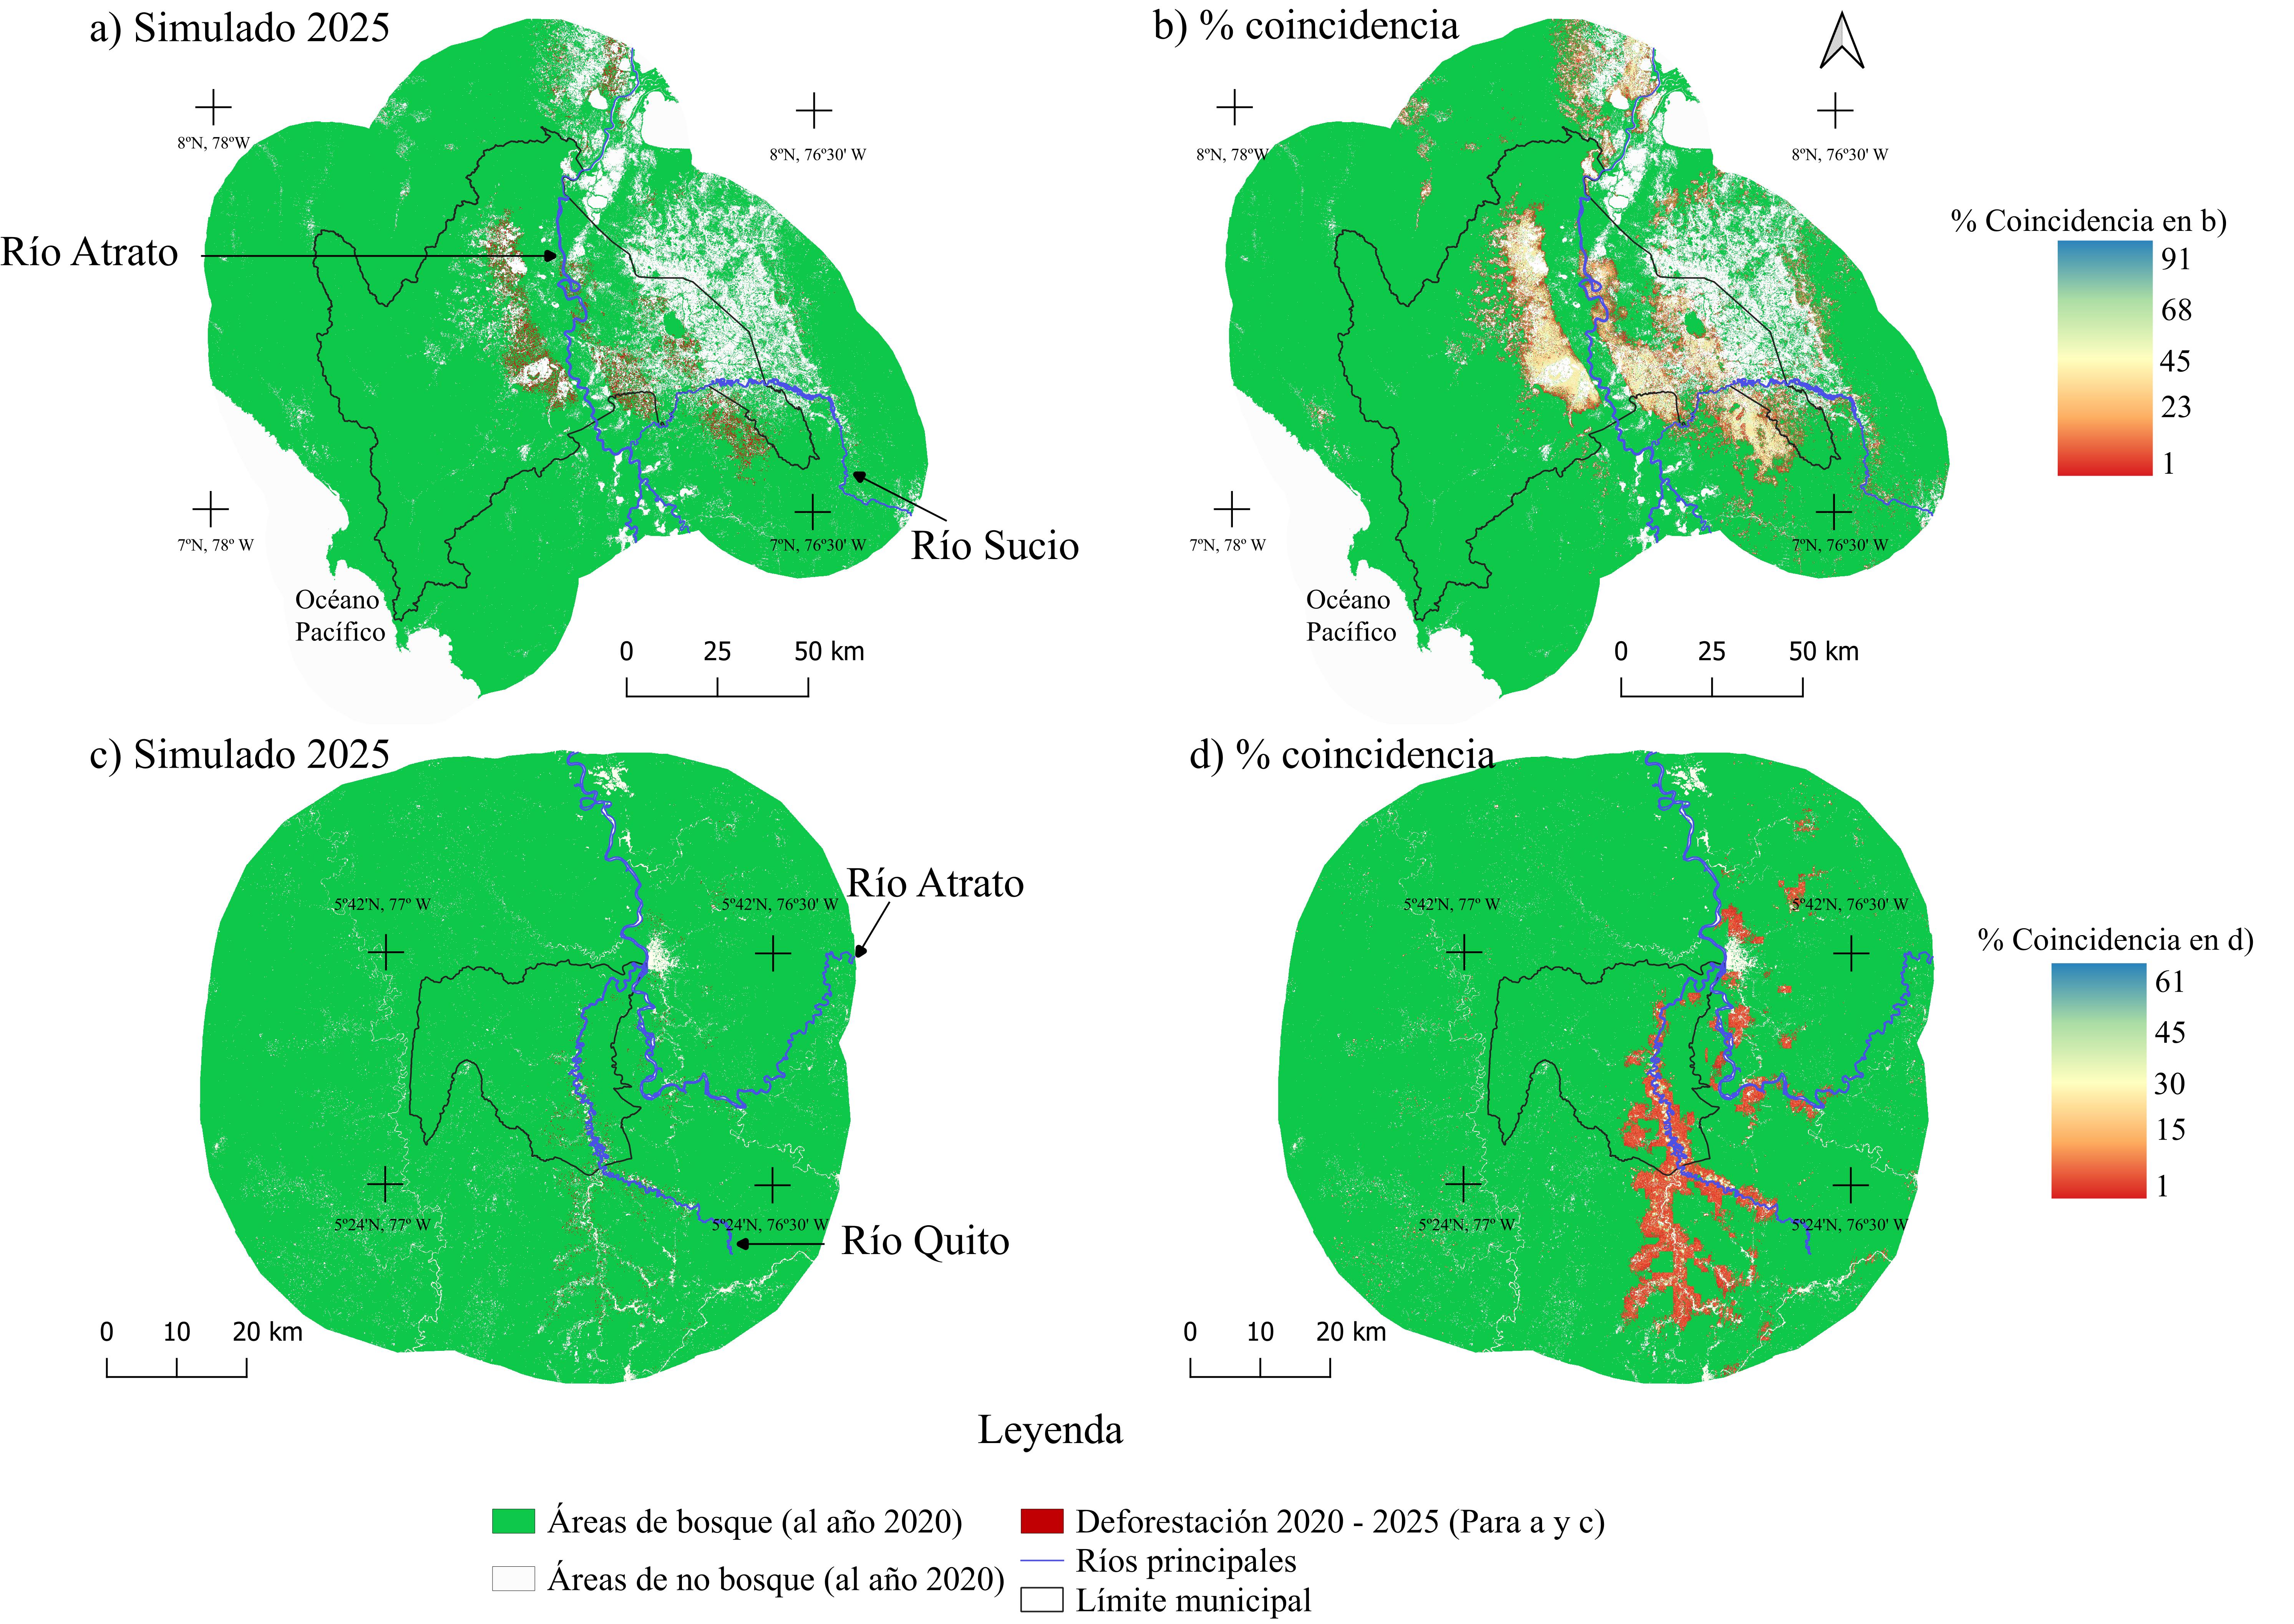 a) Simulado 2025
b) % coincidencia
8ºN, 78ºW
8ºN, 76º30' W
8ºN, 78ºW
8ºN, 76º30' W
% Coincidencia en b)
91
68
45
23
1
Río Atrato
7ºN, 78º W
7ºN, 76º30' W
Río Sucio
7ºN, 78º W
7ºN, 76º30' W
Océano
Pacífico
Océano
Pacífico
0 25 50 km
0 25 50 km
c) Simulado 2025
d) % coincidencia
Río Atrato
5º42'N, 77º W
5º42'N, 76º30' W
5º42'N, 77º W
5º42'N, 76º30' W
% Coincidencia en d)
61
45
30
15
1
5º24'N, 77º W
5º24'N, 76º30' W
5º24'N, 77º W
5º24'N, 76º30' W
Río Quito
0 10 20 km
0 10 20 km
Leyenda
Áreas de bosque (al año 2020)
Áreas de no bosque (al año 2020)
Deforestación 2020 - 2025 (Para a y c)
Ríos principales
Límite municipal